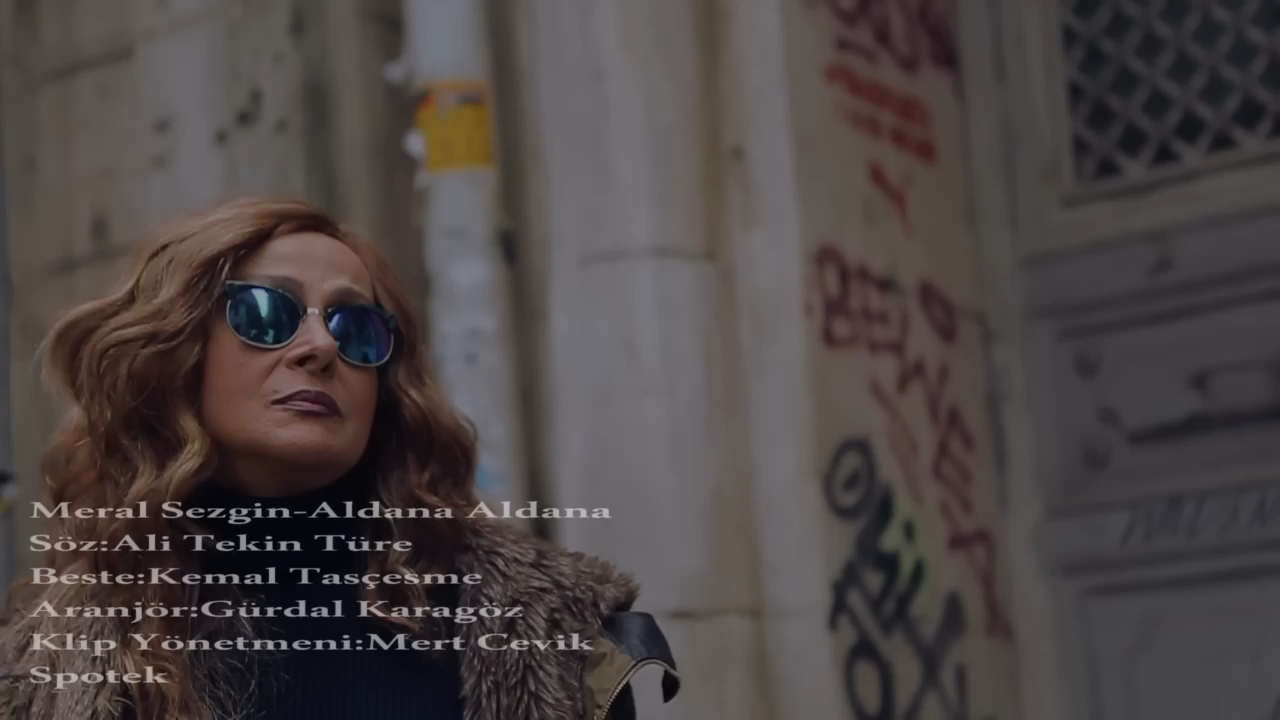 Meral Sezgin-Aldana Aldana
Söz:Ali Tekin Türe
Beste:Kemal Tasçesme
Aranjör:Gürdal Karagöz
Klip Yönetmeni:Mert Cevik
Spotek